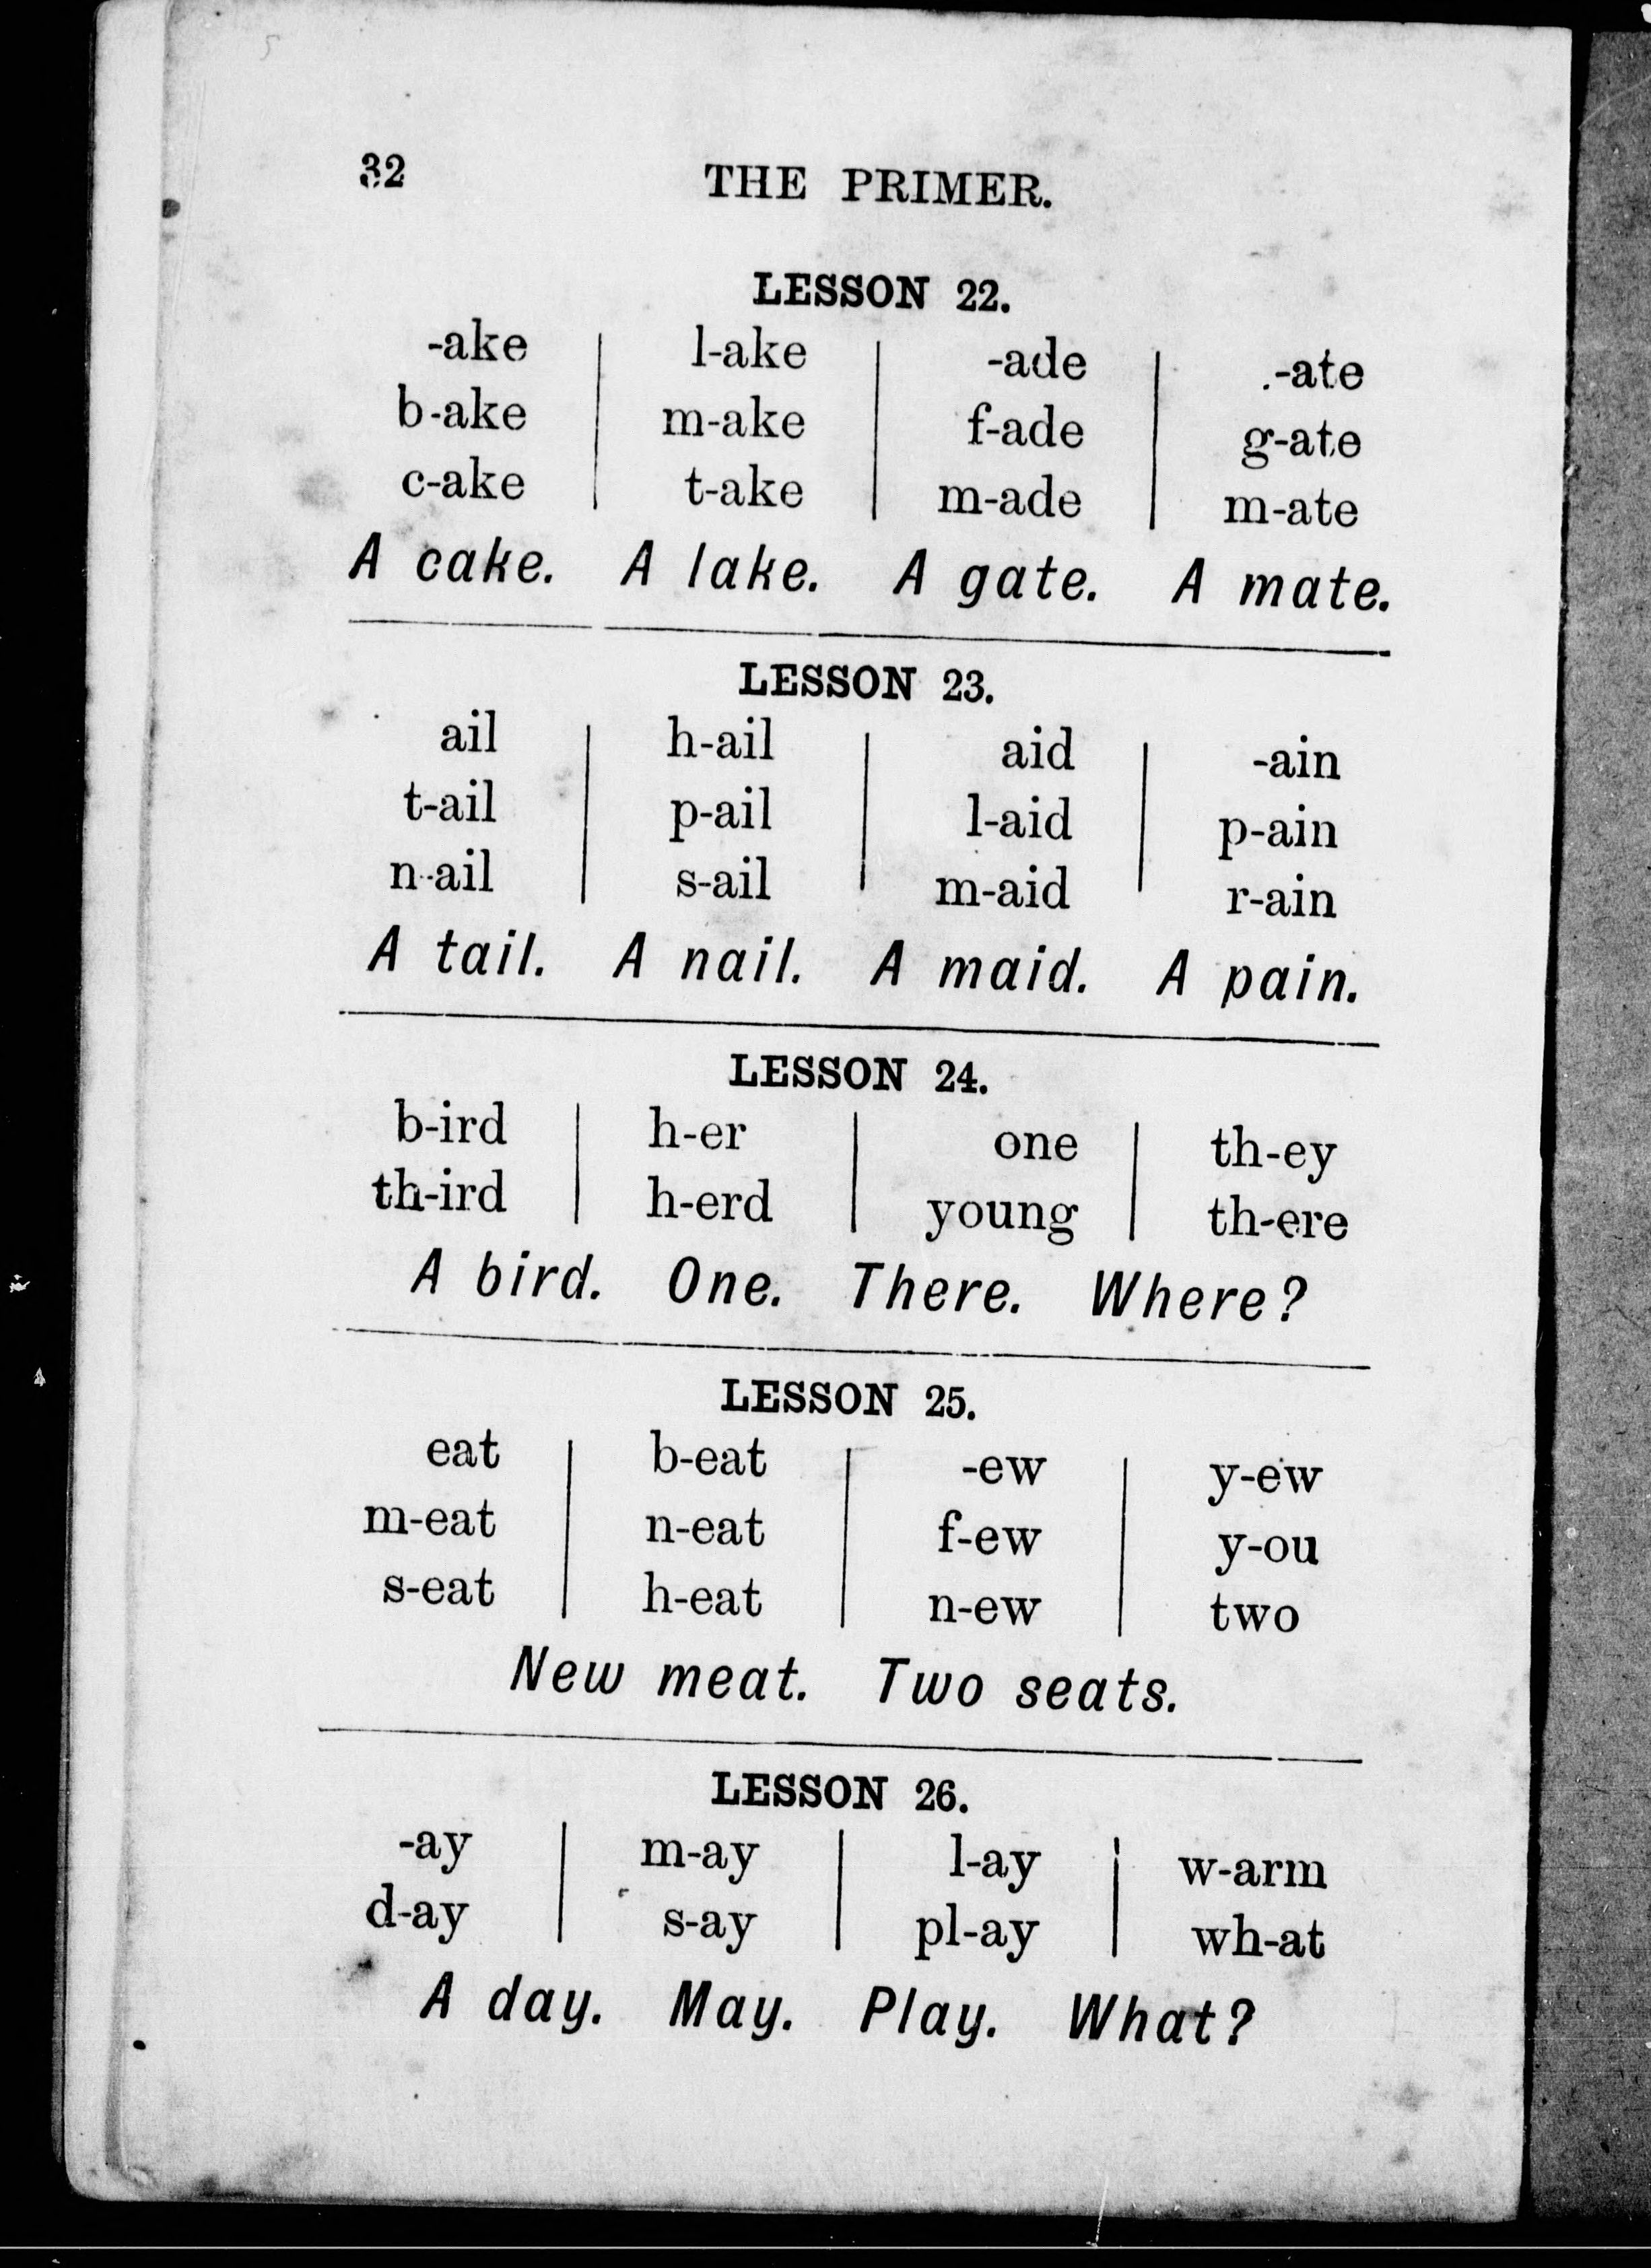 32 THE PRIMER.
LESSON 22.
-ake | l-ake | -ade | -ate
b-ake | m-ake | f-ade | g-ate
c-ake | t-ake | m-ade | m-ate
A cake. A lake. A gate. A mate.
LESSON 23.
ail | h-ail | aid | -ain
t-ail | p-ail | l-aid | p-ain
n-ail | s-ail | m-aid | r-ain
A tail. A nail. A maid. A pain.
LESSON 24.
b-ird | h-er | one | th-ey
th-ird | h-erd | young | th-ere
A bird. One. There. Where?
LESSON 25.
eat | b-eat | -ew | y-ew
m-eat | n-eat | f-ew | y-ou
s-eat | h-eat | n-ew | two
New meat. Two seats.
LESSON 26.
-ay | m-ay | l-ay | w-arm
d-ay | s-ay | pl-ay | wh-at
A day. May. Play. What?